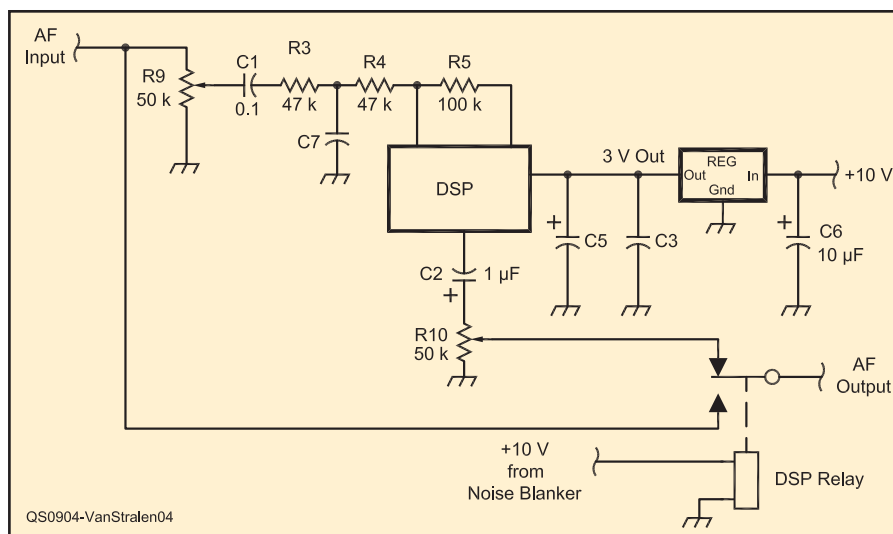 AF
Input
R9
50 k
C1
0.1
R3
47 k
R4
47 k
R5
100 k
C7
DSP
3 V Out
REG
Out
In
Gnd
+10 V
+
C5
C3
+
C6
10 µF
C2
1 µF
+
R10
50 k
AF
Output
+10 V
from
Noise Blanker
DSP Relay
QS0904-VanStralen04